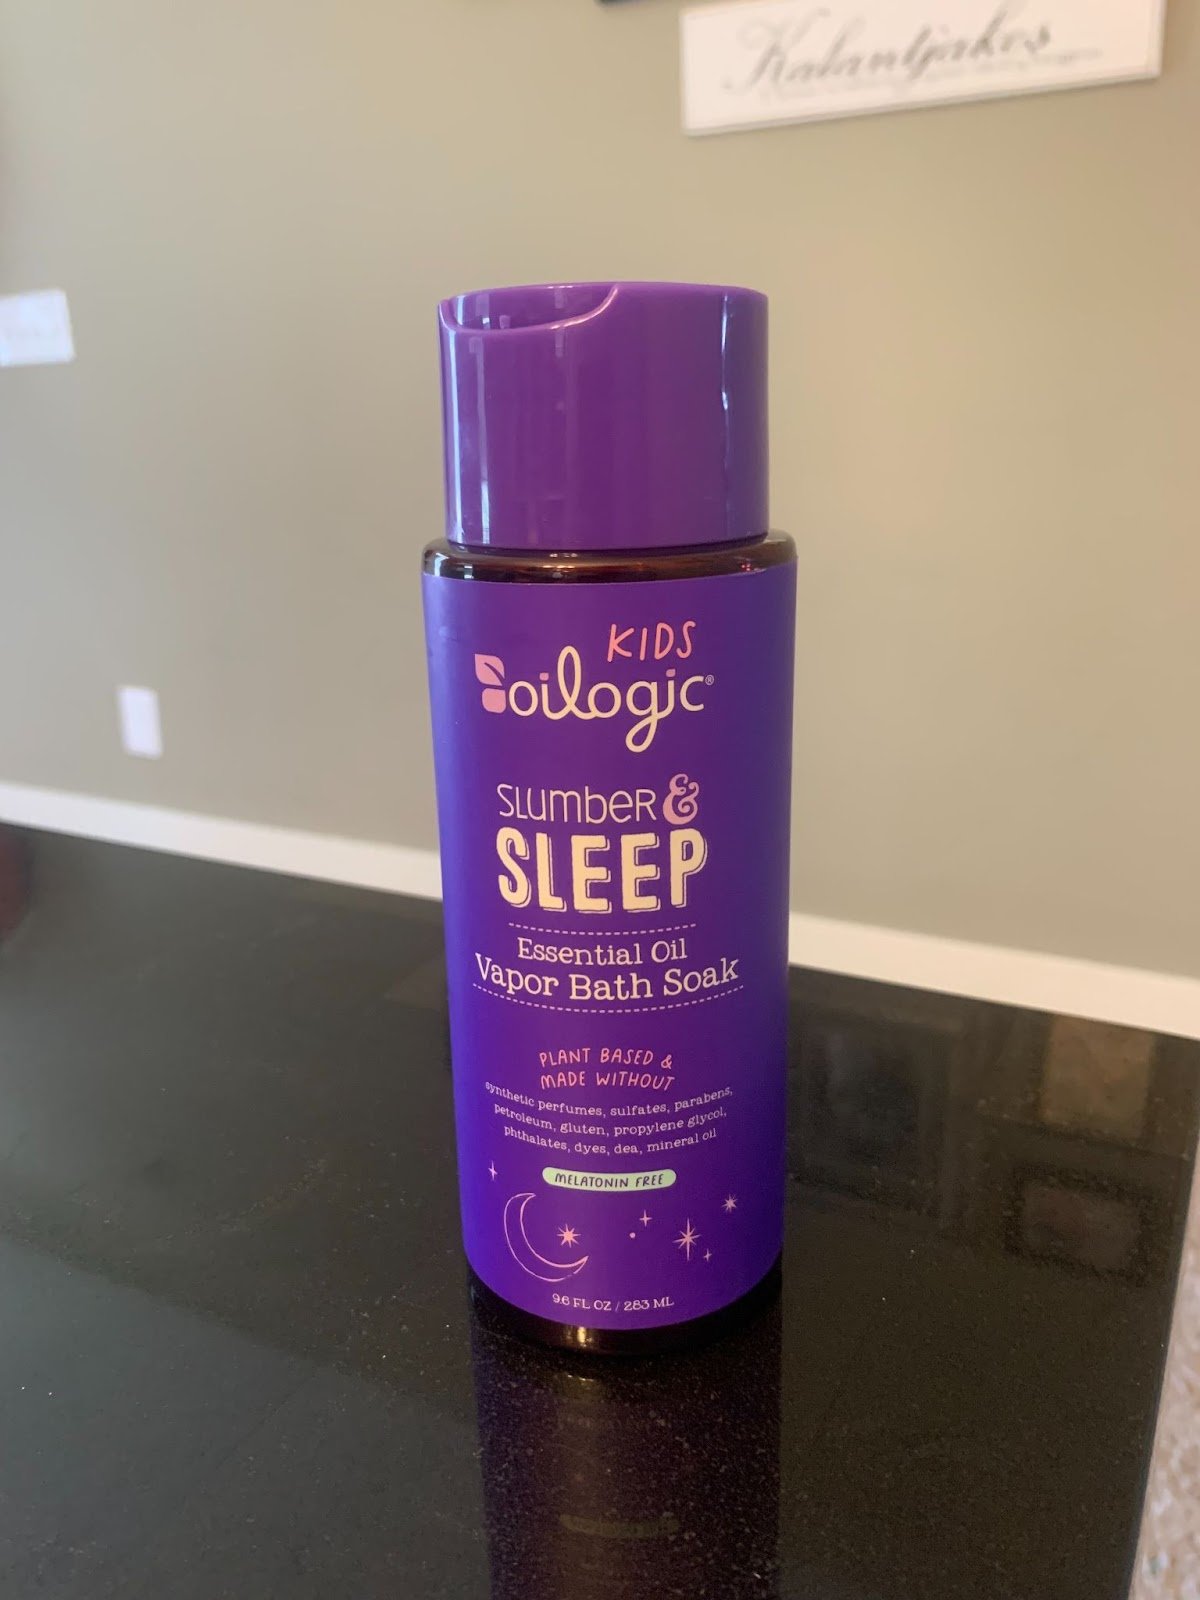 Kalantjakos
KIDS
oilogic®
SLumbeR &
SLEEP
Essential Oil
Vapor Bath Soak
PLANT BASED &
MADE WITHOUT
synthetic perfumes, sulfates, parabens,
petroleum, gluten, propylene glycol,
phthalates, dyes, dea, mineral oil
MELATONIN FREE
9.6 FL OZ / 283 ML